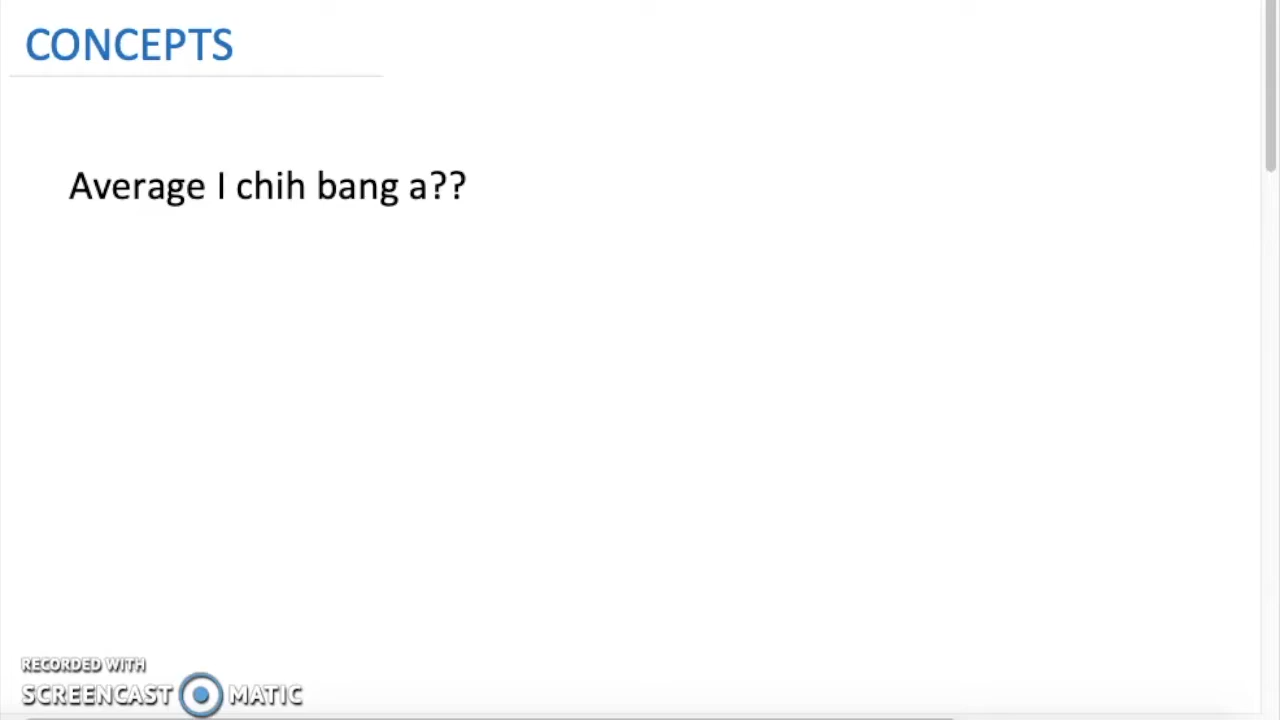 CONCEPTS
Average I chih bang a??
RECORDED WITH
SCREENCAST MATIC